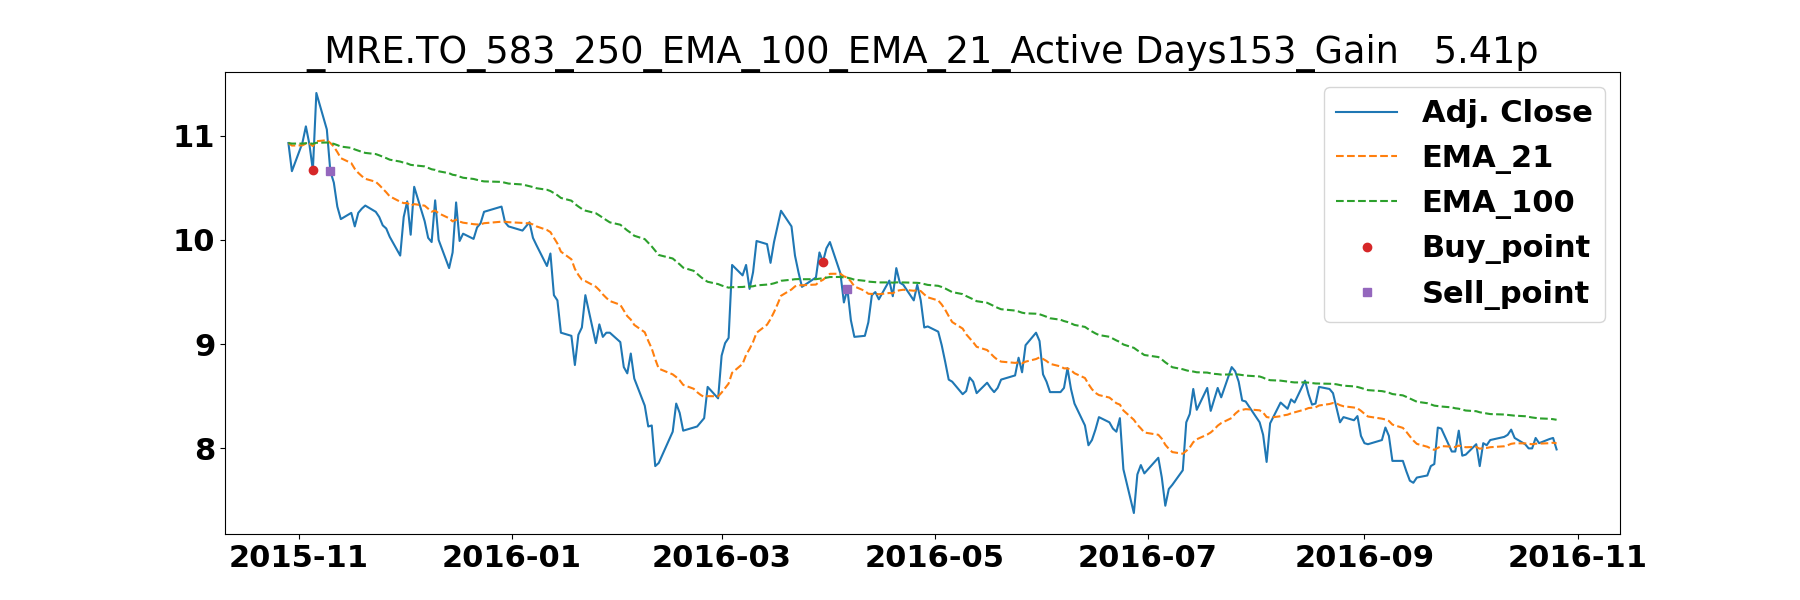 _MRE.TO_583_250_EMA_100_EMA_21_Active Days153_Gain   5.41p
Adj. Close
EMA_21
EMA_100
Buy_point
Sell_point
11
10
9
8
2015-11
2016-01
2016-03
2016-05
2016-07
2016-09
2016-11